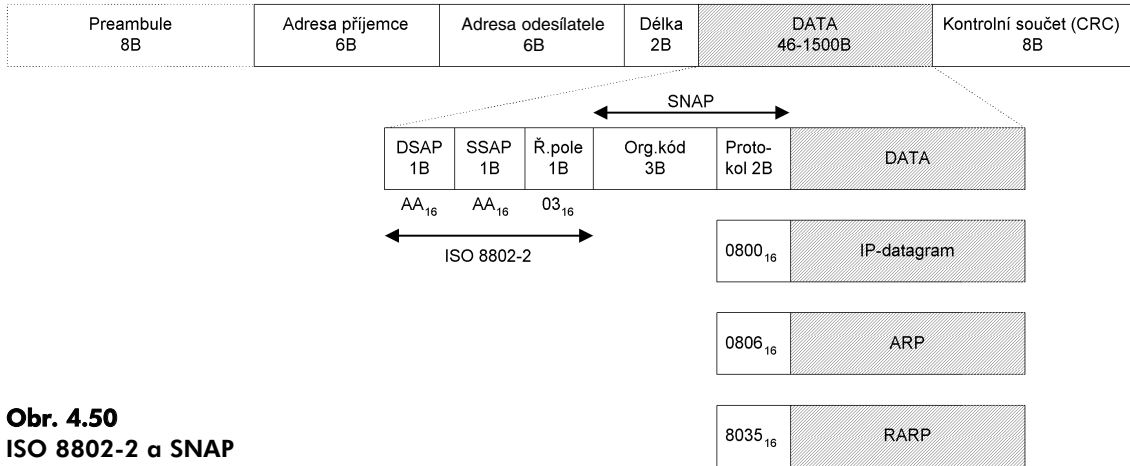 Preambule
8B
Adresa příjemce
6B
Adresa odesílatele
6B
Délka
2B
DATA
46-1500B
Kontrolní součet (CRC)
8B
SNAP
DSAP
1B
SSAP
1B
Ř.pole
1B
Org.kód
3B
Proto-
kol 2B
DATA
AA₁₆
AA₁₆
03₁₆
ISO 8802-2
0800₁₆
IP-datagram
0806₁₆
ARP
8035₁₆
RARP
Obr. 4.50
ISO 8802-2 a SNAP